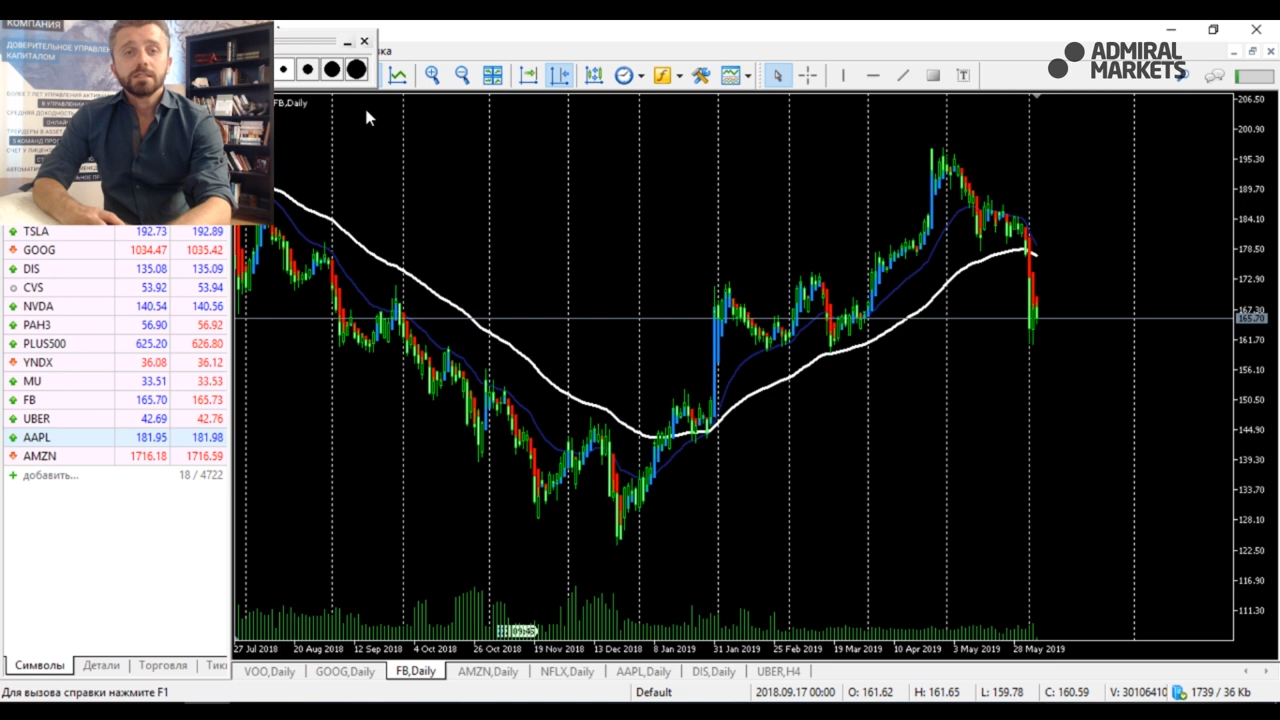 КОМПАНИЯ
ДОВЕРИТЕЛЬНОЕ УПРАВЛЕН
КАПИТАЛОМ
ADMIRAL
MARKETS
FB,Daily
206.50
200.90
195.30
189.70
184.10
178.50
172.90
167.30
165.70
161.70
156.10
150.50
144.90
139.30
133.70
128.10
122.50
116.90
111.30
TSLA 192.73 192.89
GOOG 1034.47 1035.42
DIS 135.08 135.09
CVS 53.92 53.94
NVDA 140.54 140.56
PAH3 56.90 56.92
PLUS500 625.20 626.80
YNDX 36.08 36.12
MU 33.51 33.53
FB 165.70 165.73
UBER 42.69 42.76
AAPL 181.95 181.98
AMZN 1716.18 1716.59
добавить... 18 / 4722
09:45
27 Jul 2018 20 Aug 2018 12 Sep 2018 4 Oct 2018 26 Oct 2018 19 Nov 2018 13 Dec 2018 8 Jan 2019 31 Jan 2019 25 Feb 2019 19 Mar 2019 10 Apr 2019 3 May 2019 28 May 2019
Символы Детали Торговля Тики
VOO,Daily GOOG,Daily FB,Daily AMZN,Daily NFLX,Daily AAPL,Daily DIS,Daily UBER,H4
Для вызова справки нажмите F1 Default 2018.09.17 00:00 O: 161.62 H: 161.65 L: 159.78 C: 160.59 V: 30106410 1739 / 36 Kb